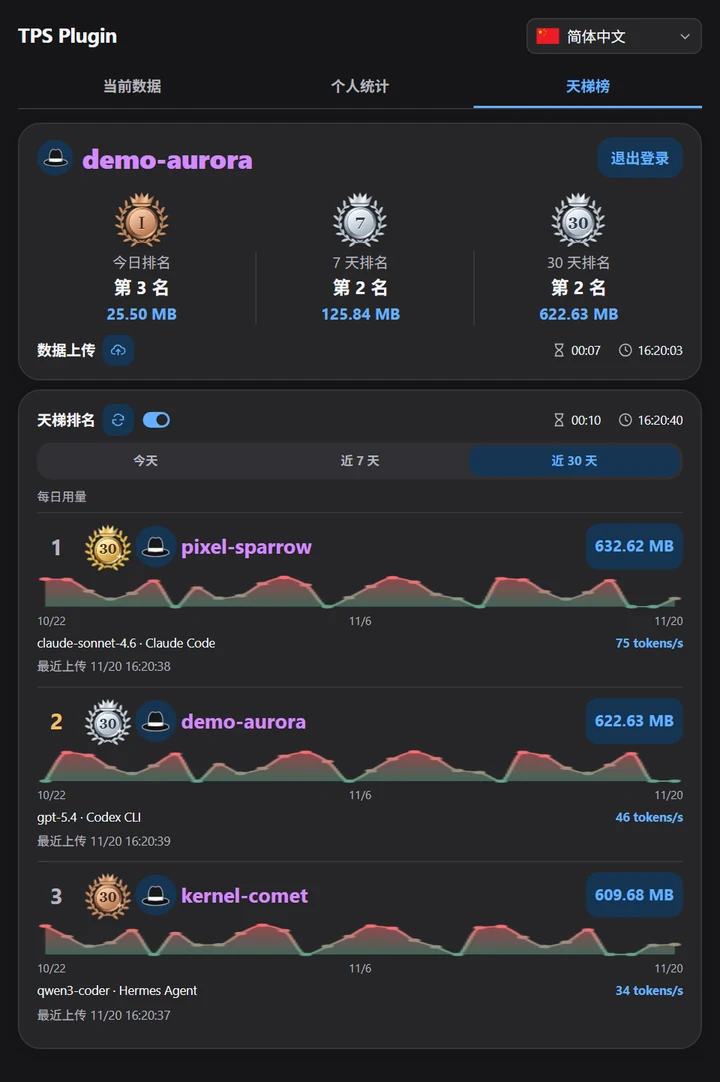 TPS Plugin
简体中文
当前数据 个人统计 天梯榜
demo-aurora 退出登录
I 7 30
今日排名 7 天排名 30 天排名
第 3 名 第 2 名 第 2 名
25.50 MB 125.84 MB 622.63 MB
数据上传 00:07 16:20:03
天梯排名 00:10 16:20:40
今天 近 7 天 近 30 天
每日用量
1 30 pixel-sparrow 632.62 MB
10/22 11/6 11/20
claude-sonnet-4.6 · Claude Code 75 tokens/s
最近上传 11/20 16:20:38
2 30 demo-aurora 622.63 MB
10/22 11/6 11/20
gpt-5.4 · Codex CLI 46 tokens/s
最近上传 11/20 16:20:39
3 30 kernel-comet 609.68 MB
10/22 11/6 11/20
qwen3-coder · Hermes Agent 34 tokens/s
最近上传 11/20 16:20:37